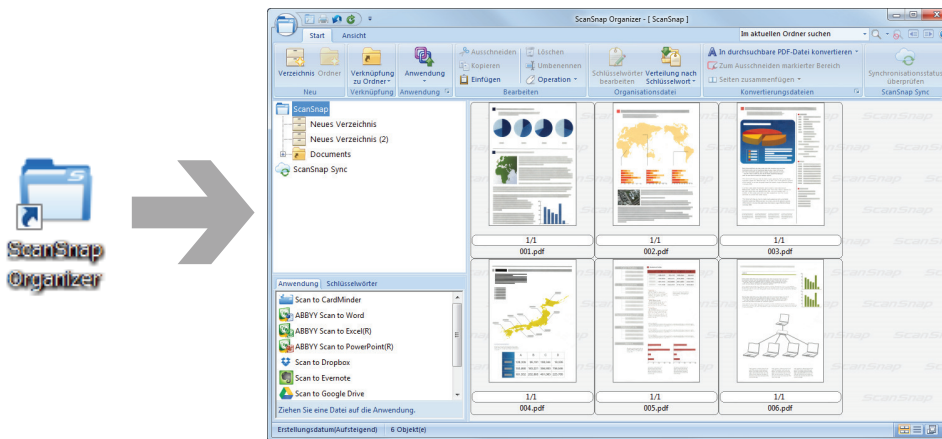 ScanSnap Organizer - [ ScanSnap ]
Start Ansicht
Im aktuellen Ordner suchen
Verzeichnis Ordner
Neu
Verknüpfung zu Ordner
Verknüpfung
Anwendung
Anwendung
Ausschneiden
Kopieren
Einfügen
Löschen
Umbenennen
Operation
Bearbeiten
Schlüsselwörter bearbeiten
Verteilung nach Schlüsselwort
Organisationsdatei
In durchsuchbare PDF-Datei konvertieren
Zum Ausschneiden markierter Bereich
Seiten zusammenfügen
Konvertierungsdateien
Synchronisationsstatus überprüfen
ScanSnap Sync
ScanSnap
Neues Verzeichnis
Neues Verzeichnis (2)
Documents
ScanSnap Sync
1/1 1/1 1/1
001.pdf 002.pdf 003.pdf
ScanSnap
Organizer
Anwendung Schlüsselwörter
Scan to CardMinder
ABBYY Scan to Word
ABBYY Scan to Excel(R)
ABBYY Scan to PowerPoint(R)
Scan to Dropbox
Scan to Evernote
Scan to Google Drive
Ziehen Sie eine Datei auf die Anwendung.
1/1 1/1 1/1
004.pdf 005.pdf 006.pdf
Erstellungsdatum(Aufsteigend) 6 Objekt(e)